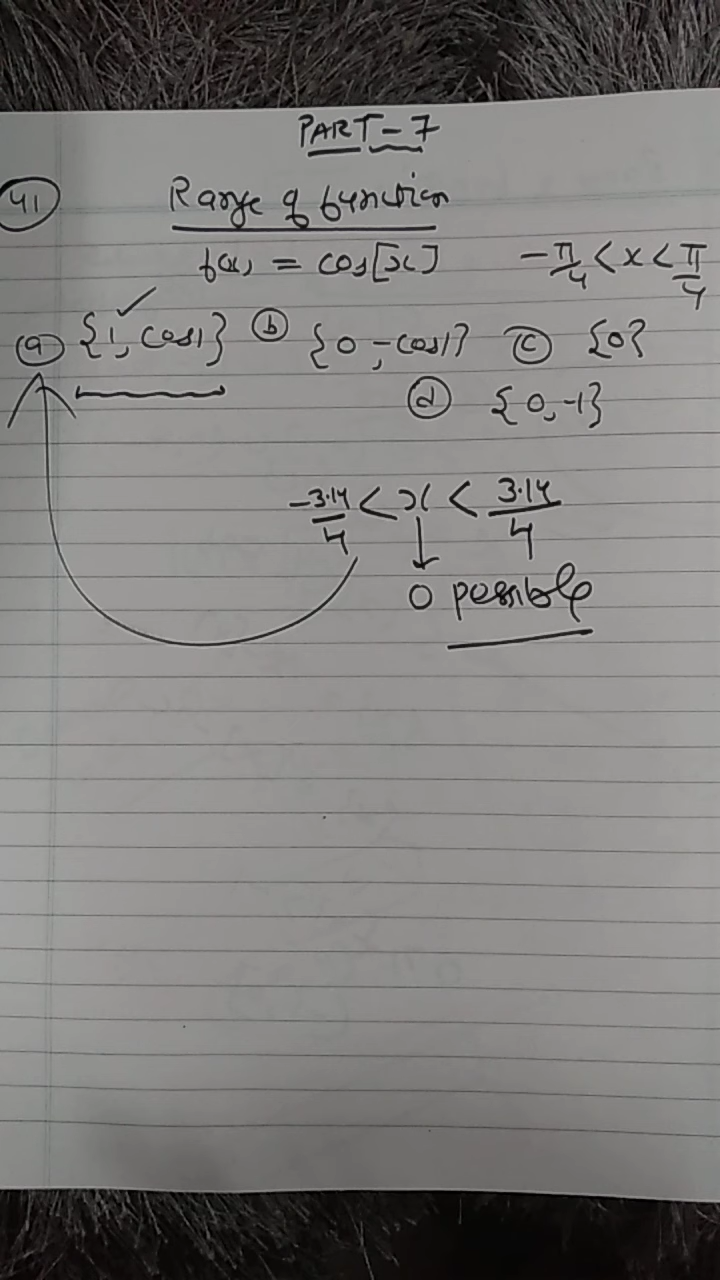 PART-7
41 Range of function
f(x) = cos[x] -π/4 < x < π/4
(a) {1, cos1} (b) {0, -cos1} (c) {0}
(d) {0, -1}
-3.14/4 < x < 3.14/4
0 possible